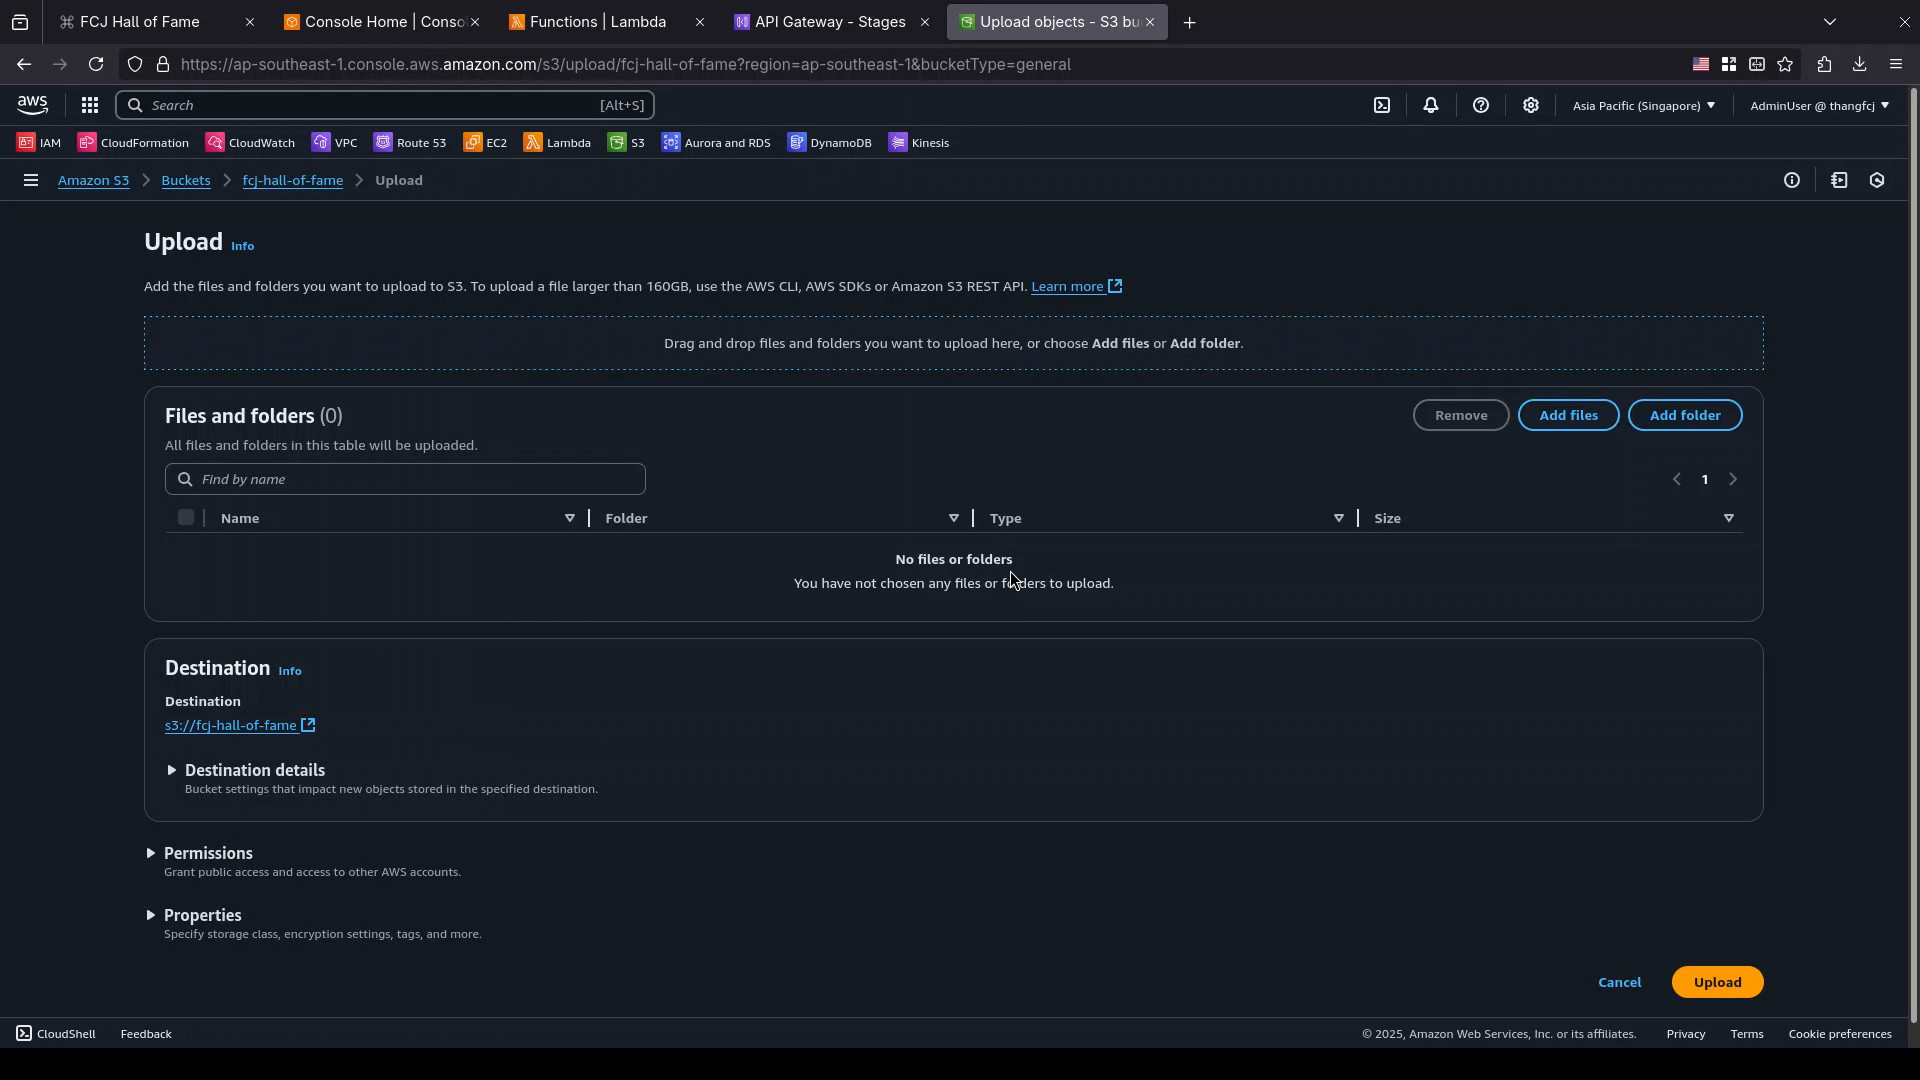 FCJ Hall of Fame
Console Home | Conso
Functions | Lambda
API Gateway - Stages
Upload objects - S3 bu
https://ap-southeast-1.console.aws.amazon.com/s3/upload/fcj-hall-of-fame?region=ap-southeast-1&bucketType=general
aws
Search
[Alt+S]
Asia Pacific (Singapore)
AdminUser @ thangfcj
IAM
CloudFormation
CloudWatch
VPC
Route 53
EC2
Lambda
S3
Aurora and RDS
DynamoDB
Kinesis
Amazon S3
Buckets
fcj-hall-of-fame
Upload
Upload Info
Add the files and folders you want to upload to S3. To upload a file larger than 160GB, use the AWS CLI, AWS SDKs or Amazon S3 REST API. Learn more
Drag and drop files and folders you want to upload here, or choose Add files or Add folder.
Files and folders (0)
Remove
Add files
Add folder
All files and folders in this table will be uploaded.
Find by name
1
Name
Folder
Type
Size
No files or folders
You have not chosen any files or folders to upload.
Destination Info
Destination
s3://fcj-hall-of-fame
Destination details
Bucket settings that impact new objects stored in the specified destination.
Permissions
Grant public access and access to other AWS accounts.
Properties
Specify storage class, encryption settings, tags, and more.
Cancel
Upload
CloudShell
Feedback
© 2025, Amazon Web Services, Inc. or its affiliates.
Privacy
Terms
Cookie preferences